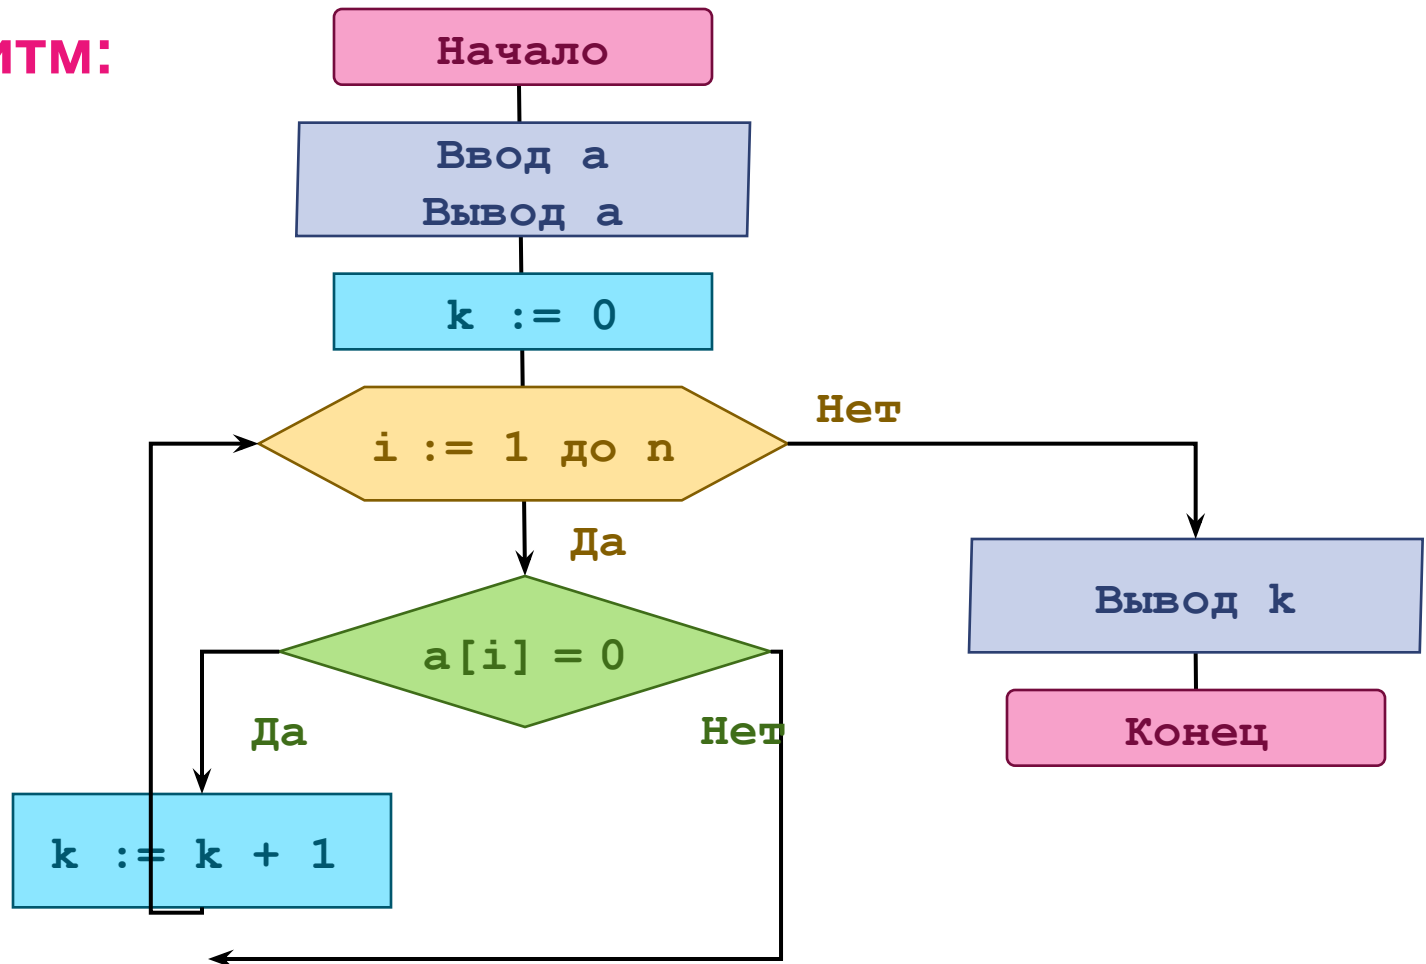 итм:
Начало
Ввод a
Вывод a
k := 0
i := 1 до n
Нет
Да
a[i] = 0
Да
Нет
k := k + 1
Вывод k
Конец